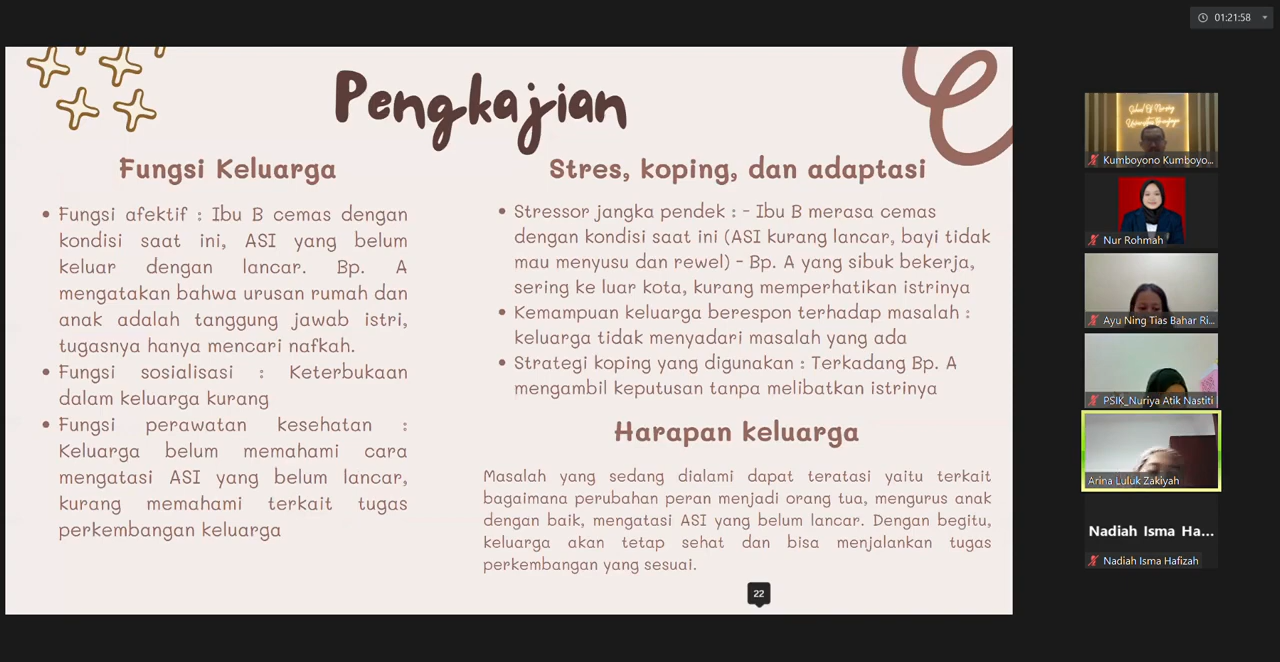 01:21:58
Pengkajian
Fungsi Keluarga
Fungsi afektif : Ibu B cemas dengan
kondisi saat ini, ASI yang belum
keluar dengan lancar. Bp. A
mengatakan bahwa urusan rumah dan
anak adalah tanggung jawab istri,
tugasnya hanya mencari nafkah.
Fungsi sosialisasi : Keterbukaan
dalam keluarga kurang
Fungsi perawatan kesehatan :
Keluarga belum memahami cara
mengatasi ASI yang belum lancar,
kurang memahami terkait tugas
perkembangan keluarga
Stres, koping, dan adaptasi
Stressor jangka pendek : - Ibu B merasa cemas
dengan kondisi saat ini (ASI kurang lancar, bayi tidak
mau menyusu dan rewel) - Bp. A yang sibuk bekerja,
sering ke luar kota, kurang memperhatikan istrinya
Kemampuan keluarga berespon terhadap masalah :
keluarga tidak menyadari masalah yang ada
Strategi koping yang digunakan : Terkadang Bp. A
mengambil keputusan tanpa melibatkan istrinya
Harapan keluarga
Masalah yang sedang dialami dapat teratasi yaitu terkait
bagaimana perubahan peran menjadi orang tua, mengurus anak
dengan baik, mengatasi ASI yang belum lancar. Dengan begitu,
keluarga akan tetap sehat dan bisa menjalankan tugas
perkembangan yang sesuai.
22
School Of Nursing
Kumboyono Kumboyo...
Nur Rohmah
Ayu Ning Tias Bahar Ri...
PSIK_Nuriya Atik Nastiti
Arina Luluk Zakiyah
Nadiah Isma Ha...
Nadiah Isma Hafizah